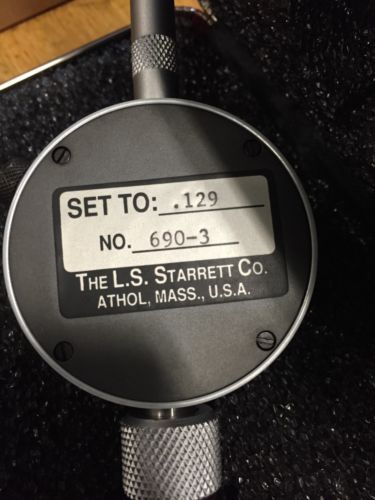 SET TO: .129
NO. 690-3
THE L.S. STARRETT CO.
ATHOL, MASS., U.S.A.